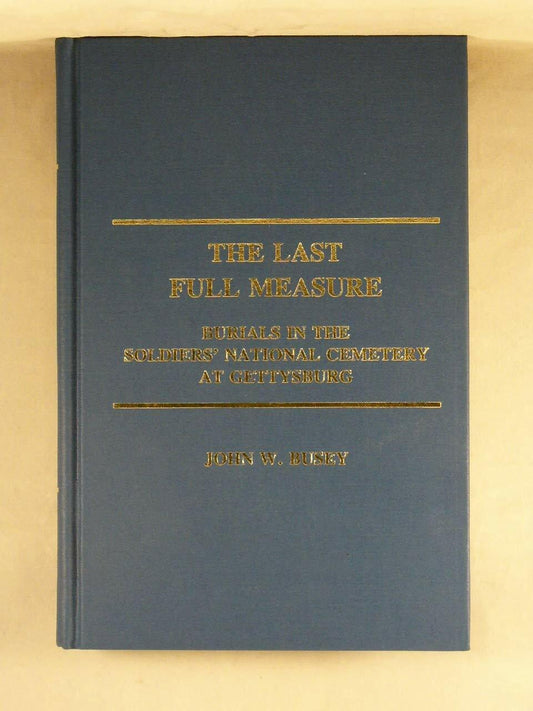 THE LAST
FULL MEASURE
BURIALS IN THE
SOLDIERS' NATIONAL CEMETERY
AT GETTYSBURG
JOHN W. BUSEY